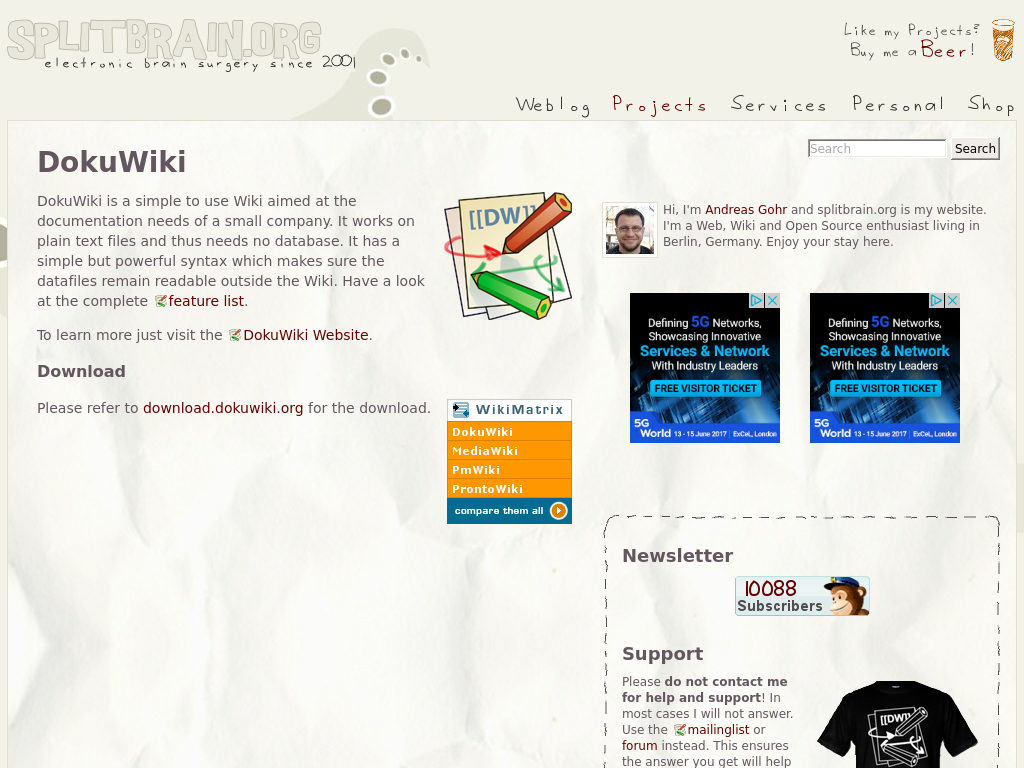 SPLITBRAIN.ORG
electronic brain surgery since 2001
Like my Projects?
Buy me a Beer!
Weblog Projects Services Personal Shop
Search Search
DokuWiki
DokuWiki is a simple to use Wiki aimed at the
documentation needs of a small company. It works on
plain text files and thus needs no database. It has a
simple but powerful syntax which makes sure the
datafiles remain readable outside the Wiki. Have a look
at the complete feature list.
To learn more just visit the DokuWiki Website.
Download
Please refer to download.dokuwiki.org for the download.
[[DW]]
WikiMatrix
DokuWiki
MediaWiki
PmWiki
ProntoWiki
compare them all
Hi, I'm Andreas Gohr and splitbrain.org is my website.
I'm a Web, Wiki and Open Source enthusiast living in
Berlin, Germany. Enjoy your stay here.
Defining 5G Networks,
Showcasing Innovative
Services & Network
With Industry Leaders
FREE VISITOR TICKET
5G
World 13 - 15 June 2017 | ExCeL, London
Defining 5G Networks,
Showcasing Innovative
Services & Network
With Industry Leaders
FREE VISITOR TICKET
5G
World 13 - 15 June 2017 | ExCeL, London
Newsletter
10088
Subscribers
Support
Please do not contact me
for help and support! In
most cases I will not answer.
Use the mailinglist or
forum instead. This ensures
the answer you get will help
[[DW]]